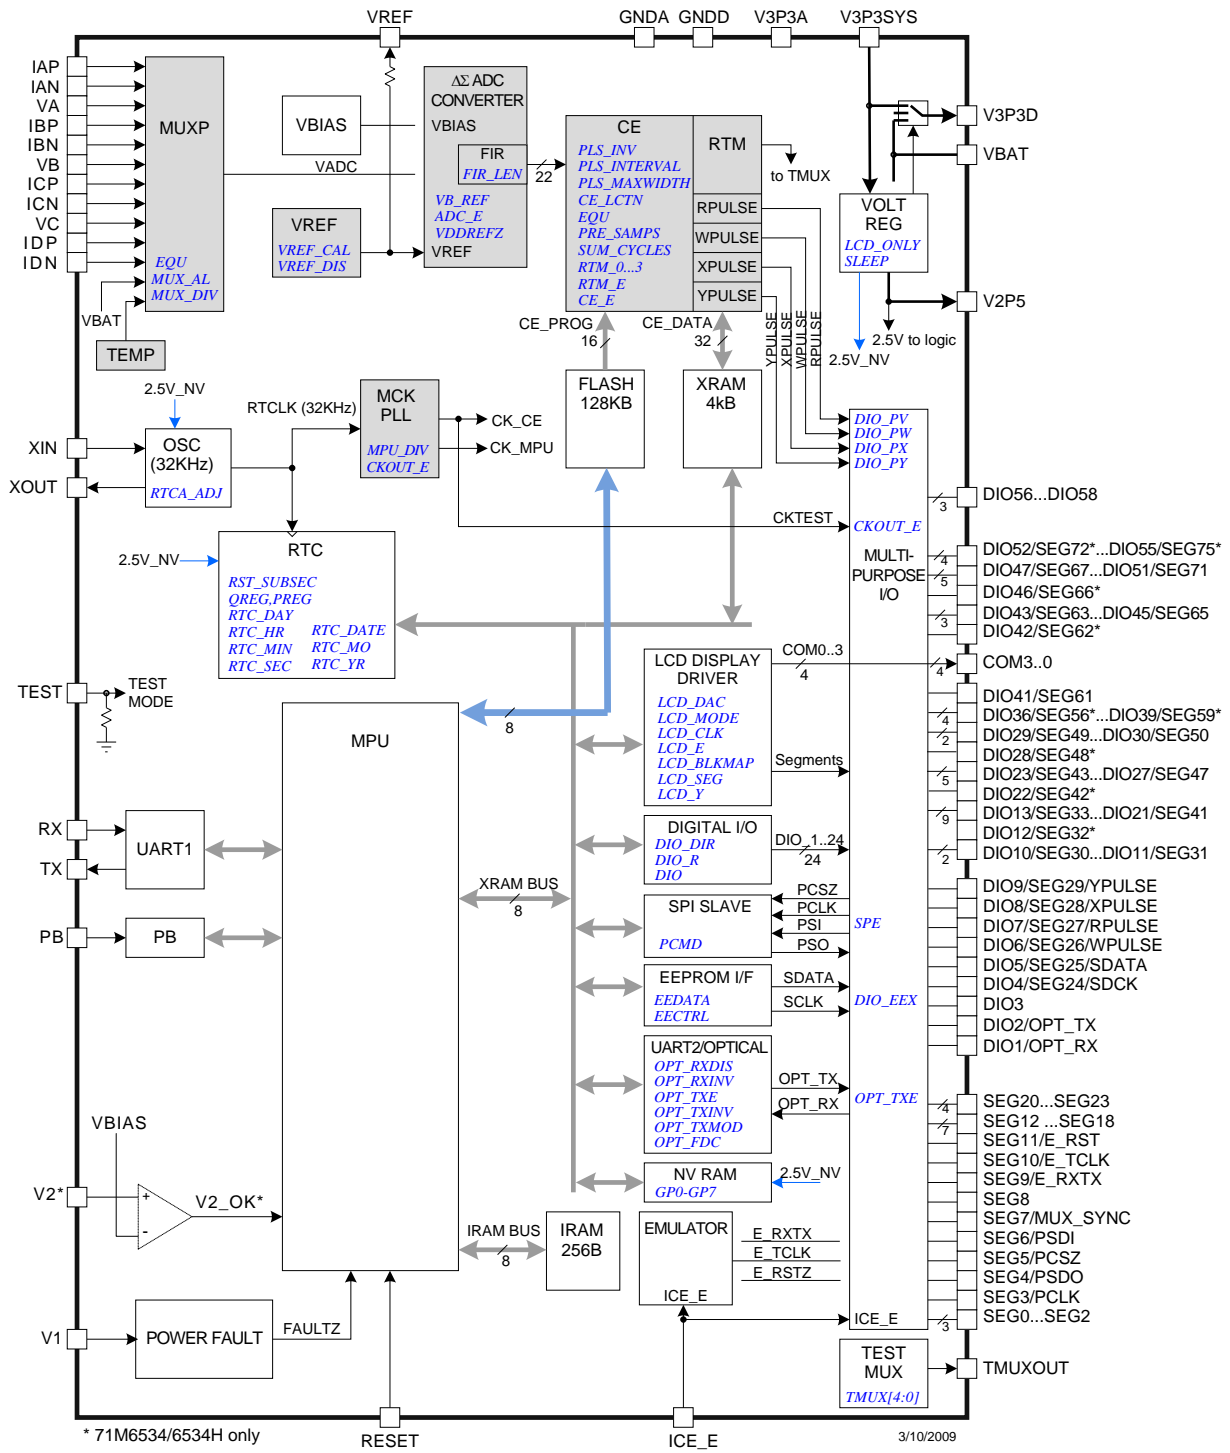 VREF
GNDA
GNDD
V3P3A
V3P3SYS
IAP
IAN
VA
IBP
IBN
VB
ICP
ICN
VC
IDP
IDN
MUXP
EQU
MUX_AL
MUX_DIV
VBAT
TEMP
VBIAS
VADC
VREF
VREF_CAL
VREF_DIS
ΔΣ ADC
CONVERTER
VBIAS
FIR
FIR_LEN
VB_REF
ADC_E
VDDREFZ
VREF
22
CE
PLS_INV
PLS_INTERVAL
PLS_MAXWIDTH
CE_LCTN
EQU
PRE_SAMPS
SUM_CYCLES
RTM_0...3
RTM_E
CE_E
RTM
to TMUX
RPULSE
WPULSE
XPULSE
YPULSE
YPULSE
XPULSE
WPULSE
RPULSE
VOLT
REG
LCD_ONLY
SLEEP
V3P3D
VBAT
V2P5
2.5V to logic
2.5V_NV
CE_PROG
16
CE_DATA
32
FLASH
128KB
XRAM
4kB
2.5V_NV
XIN
XOUT
OSC
(32KHz)
RTCA_ADJ
RTCLK (32KHz)
MCK
PLL
MPU_DIV
CKOUT_E
CK_CE
CK_MPU
CKTEST
2.5V_NV
RTC
RST_SUBSEC
QREG,PREG
RTC_DAY
RTC_HR
RTC_MIN
RTC_SEC
RTC_DATE
RTC_MO
RTC_YR
TEST
TEST
MODE
MPU
8
RX
TX
UART1
PB
PB
XRAM BUS
8
VBIAS
V2*
+
-
V2_OK*
IRAM BUS
8
IRAM
256B
V1
POWER FAULT
FAULTZ
RESET
LCD DISPLAY
DRIVER
LCD_DAC
LCD_MODE
LCD_CLK
LCD_E
LCD_BLKMAP
LCD_SEG
LCD_Y
COM0..3
4
Segments
DIGITAL I/O
DIO_DIR
DIO_R
DIO
DIO_1..24
24
SPI SLAVE
PCMD
PCSZ
PCLK
PSI
PSO
EEPROM I/F
EEDATA
EECTRL
SDATA
SCLK
UART2/OPTICAL
OPT_RXDIS
OPT_RXINV
OPT_TXE
OPT_TXINV
OPT_TXMOD
OPT_FDC
OPT_TX
OPT_RX
NV RAM
GP0-GP7
2.5V_NV
EMULATOR
ICE_E
E_RXTX
E_TCLK
E_RSTZ
ICE_E
DIO_PV
DIO_PW
DIO_PX
DIO_PY
CKOUT_E
MULTI-
PURPOSE
I/O
SPE
DIO_EEX
OPT_TXE
ICE_E
TEST
MUX
TMUX[4:0]
3
DIO56...DIO58
4
DIO52/SEG72*...DIO55/SEG75*
5
DIO47/SEG67...DIO51/SEG71
DIO46/SEG66*
3
DIO43/SEG63...DIO45/SEG65
DIO42/SEG62*
4
COM3..0
DIO41/SEG61
4
DIO36/SEG56*...DIO39/SEG59*
2
DIO29/SEG49...DIO30/SEG50
DIO28/SEG48*
5
DIO23/SEG43...DIO27/SEG47
DIO22/SEG42*
9
DIO13/SEG33...DIO21/SEG41
DIO12/SEG32*
2
DIO10/SEG30...DIO11/SEG31
DIO9/SEG29/YPULSE
DIO8/SEG28/XPULSE
DIO7/SEG27/RPULSE
DIO6/SEG26/WPULSE
DIO5/SEG25/SDATA
DIO4/SEG24/SDCK
DIO3
DIO2/OPT_TX
DIO1/OPT_RX
4
SEG20...SEG23
7
SEG12 ...SEG18
SEG11/E_RST
SEG10/E_TCLK
SEG9/E_RXTX
SEG8
SEG7/MUX_SYNC
SEG6/PSDI
SEG5/PCSZ
SEG4/PSDO
SEG3/PCLK
3
SEG0...SEG2
TMUXOUT
* 71M6534/6534H only
3/10/2009